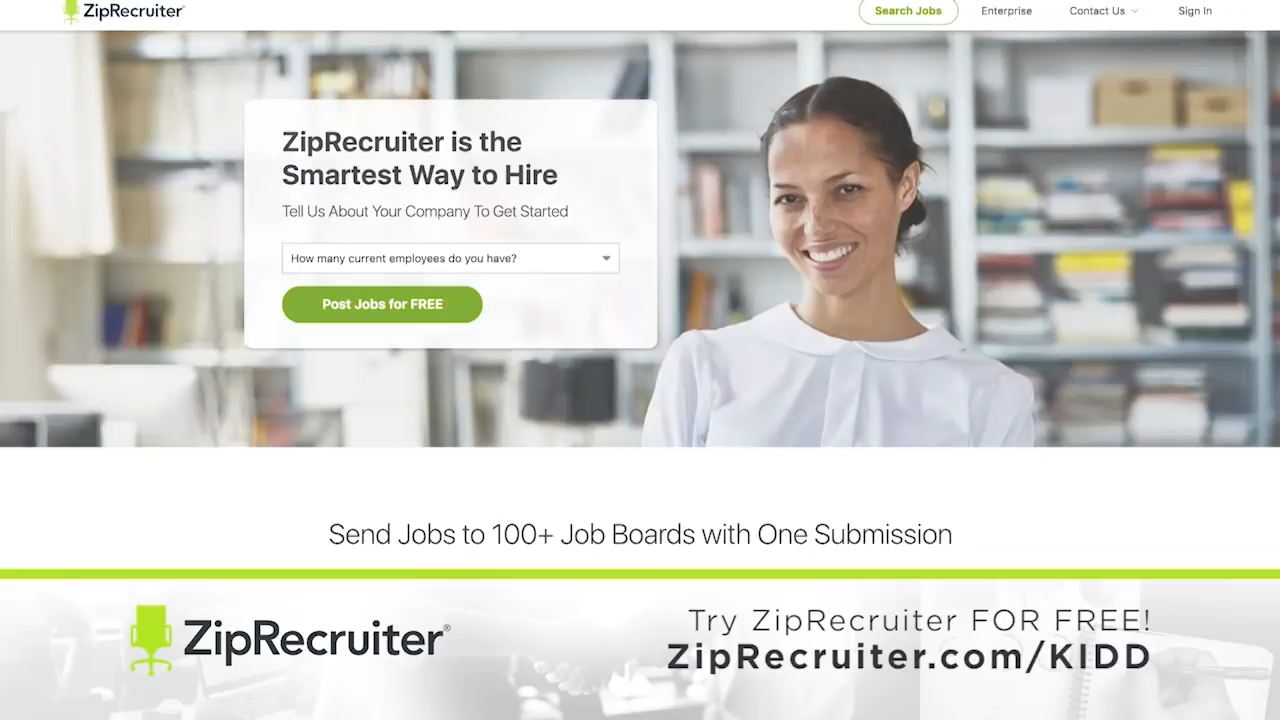 ZipRecruiter®
Search Jobs
Enterprise
Contact Us
Sign In
ZipRecruiter is the
Smartest Way to Hire
Tell Us About Your Company To Get Started
How many current employees do you have?
Post Jobs for FREE
Send Jobs to 100+ Job Boards with One Submission
ZipRecruiter®
Try ZipRecruiter FOR FREE!
ZipRecruiter.com/KIDD